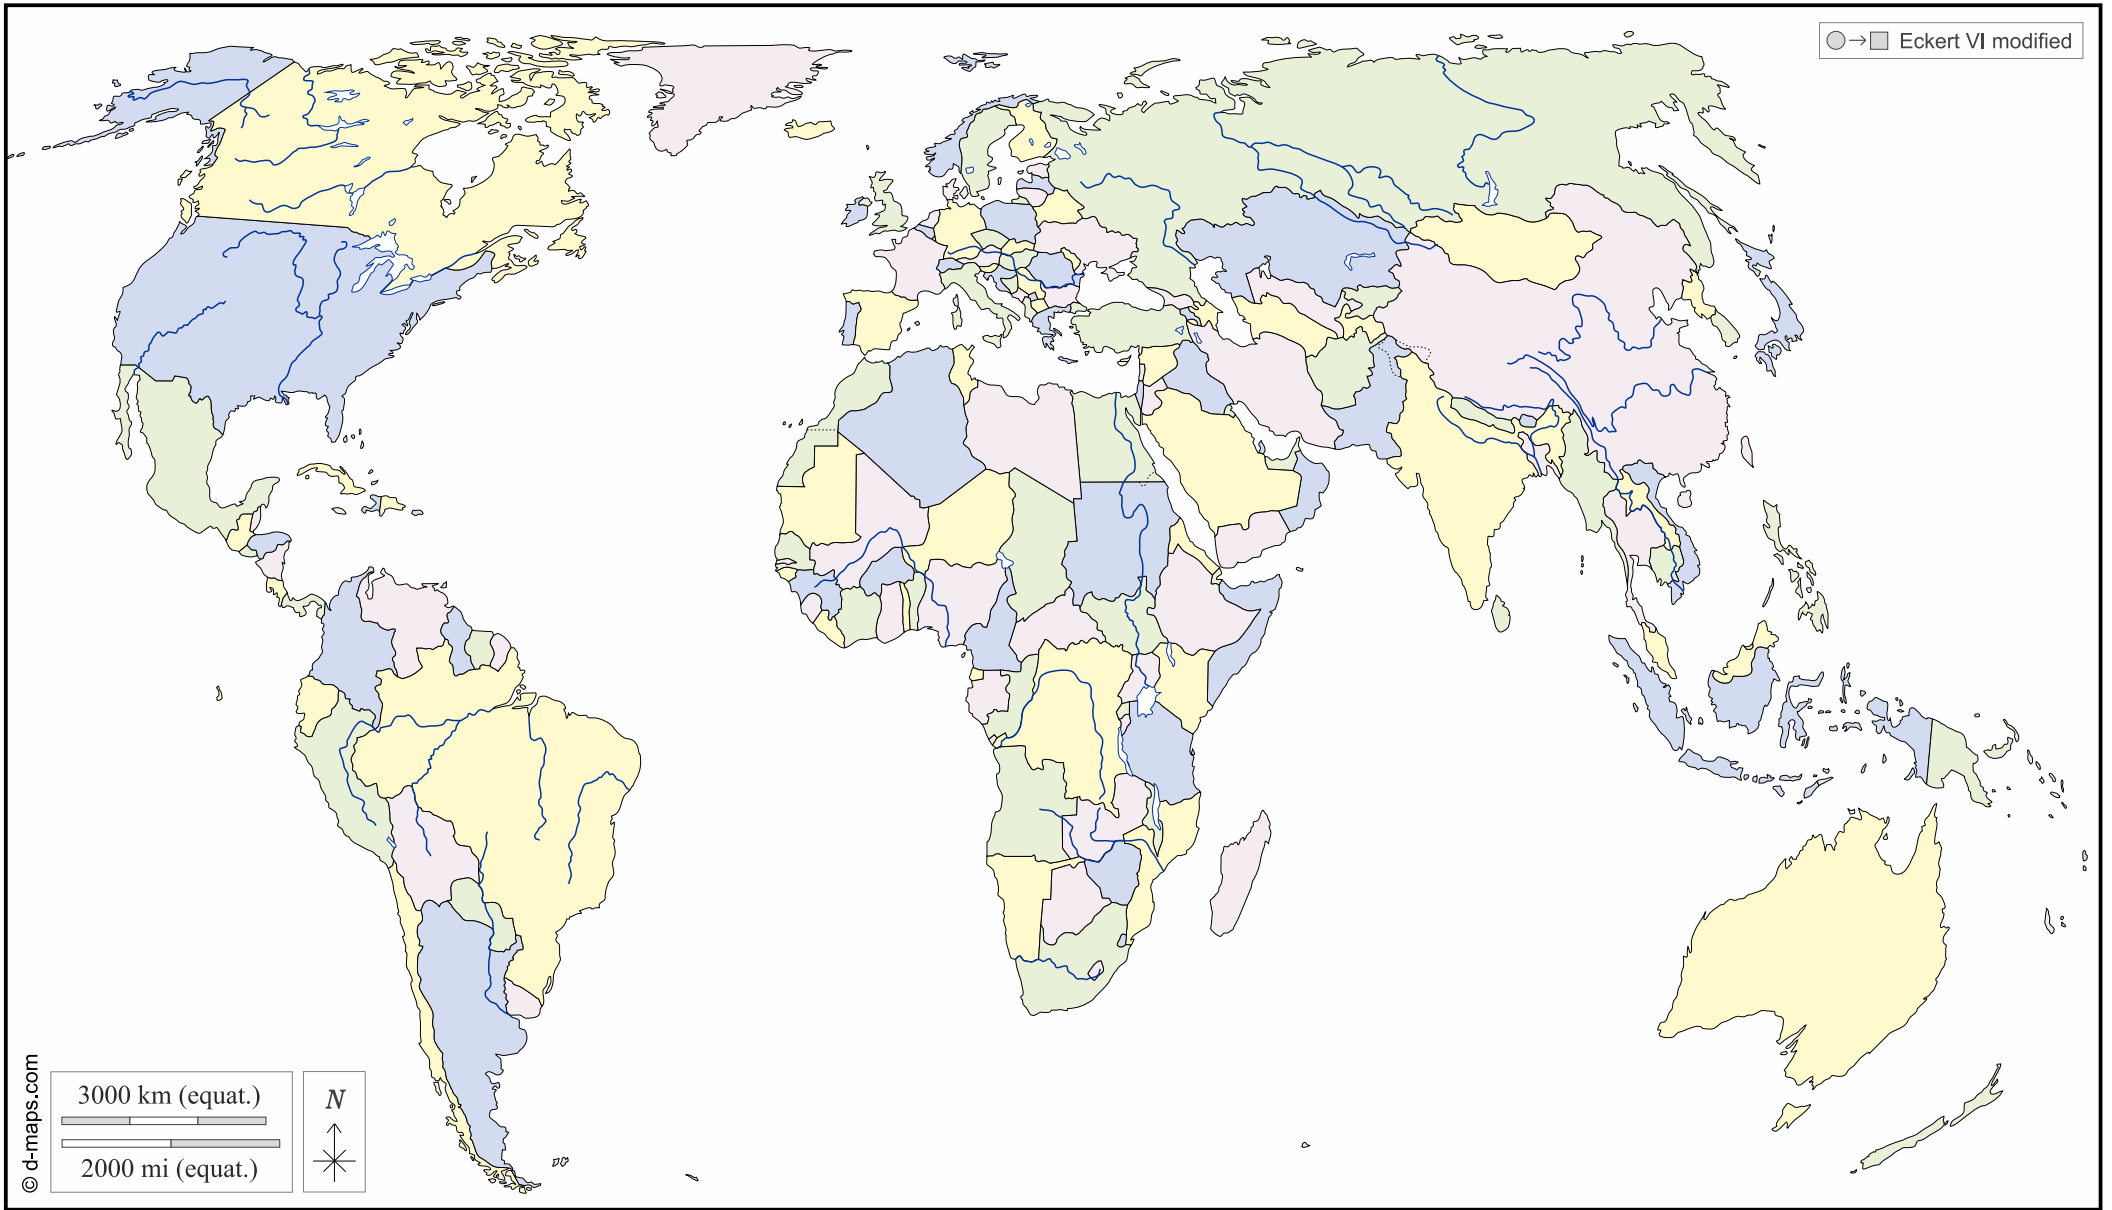 Eckert VI modified
3000 km (equat.)
2000 mi (equat.)
N
© d-maps.com